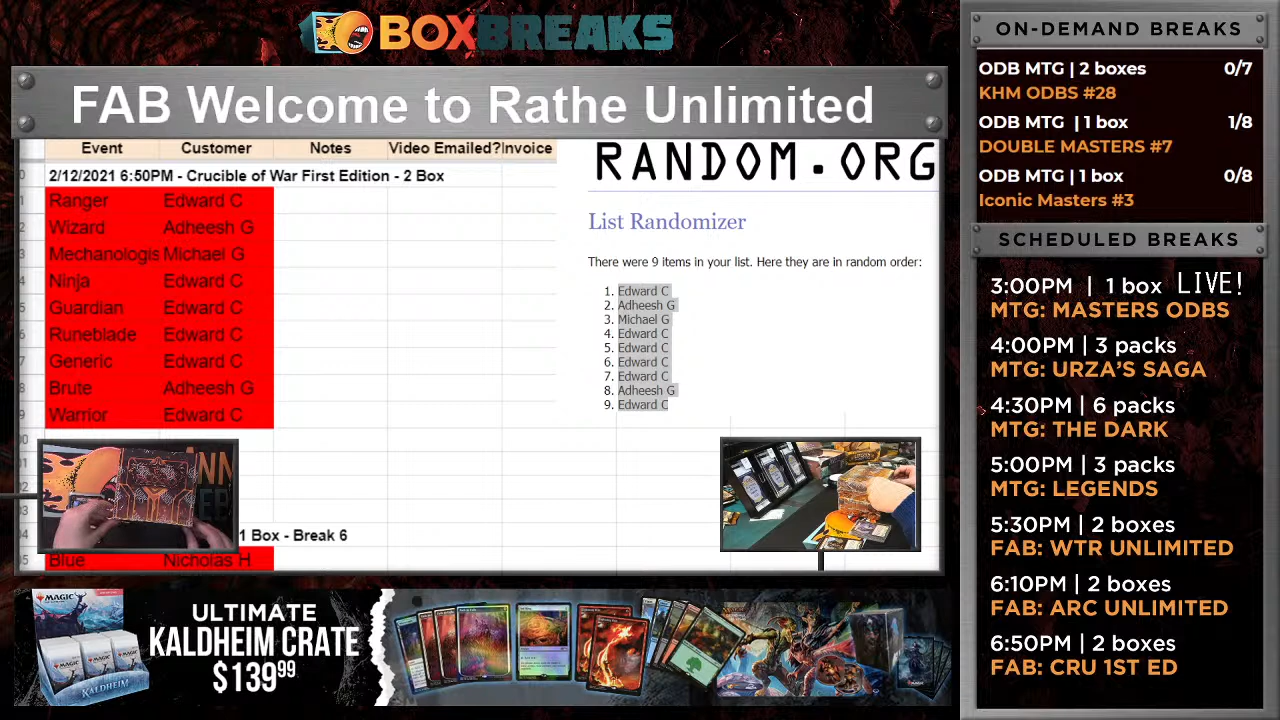 BOXBREAKS
FAB Welcome to Rathe Unlimited
Event Customer Notes Video Emailed? Invoice
2/12/2021 6:50PM - Crucible of War First Edition - 2 Box
Ranger Edward C
Wizard Adheesh G
Mechanologis Michael G
Ninja Edward C
Guardian Edward C
Runeblade Edward C
Generic Edward C
Brute Adheesh G
Warrior Edward C
1 Box - Break 6
Blue Nicholas H
RANDOM.ORG
List Randomizer
There were 9 items in your list. Here they are in random order:
1. Edward C
2. Adheesh G
3. Michael G
4. Edward C
5. Edward C
6. Edward C
7. Edward C
8. Adheesh G
9. Edward C
MAGIC
KALDHEIM
ULTIMATE
KALDHEIM CRATE
$139⁹⁹
ON-DEMAND BREAKS
ODB MTG | 2 boxes 0/7
KHM ODBS #28
ODB MTG | 1 box 1/8
DOUBLE MASTERS #7
ODB MTG | 1 box 0/8
Iconic Masters #3
SCHEDULED BREAKS
3:00PM | 1 box LIVE!
MTG: MASTERS ODBS
4:00PM | 3 packs
MTG: URZA'S SAGA
4:30PM | 6 packs
MTG: THE DARK
5:00PM | 3 packs
MTG: LEGENDS
5:30PM | 2 boxes
FAB: WTR UNLIMITED
6:10PM | 2 boxes
FAB: ARC UNLIMITED
6:50PM | 2 boxes
FAB: CRU 1ST ED